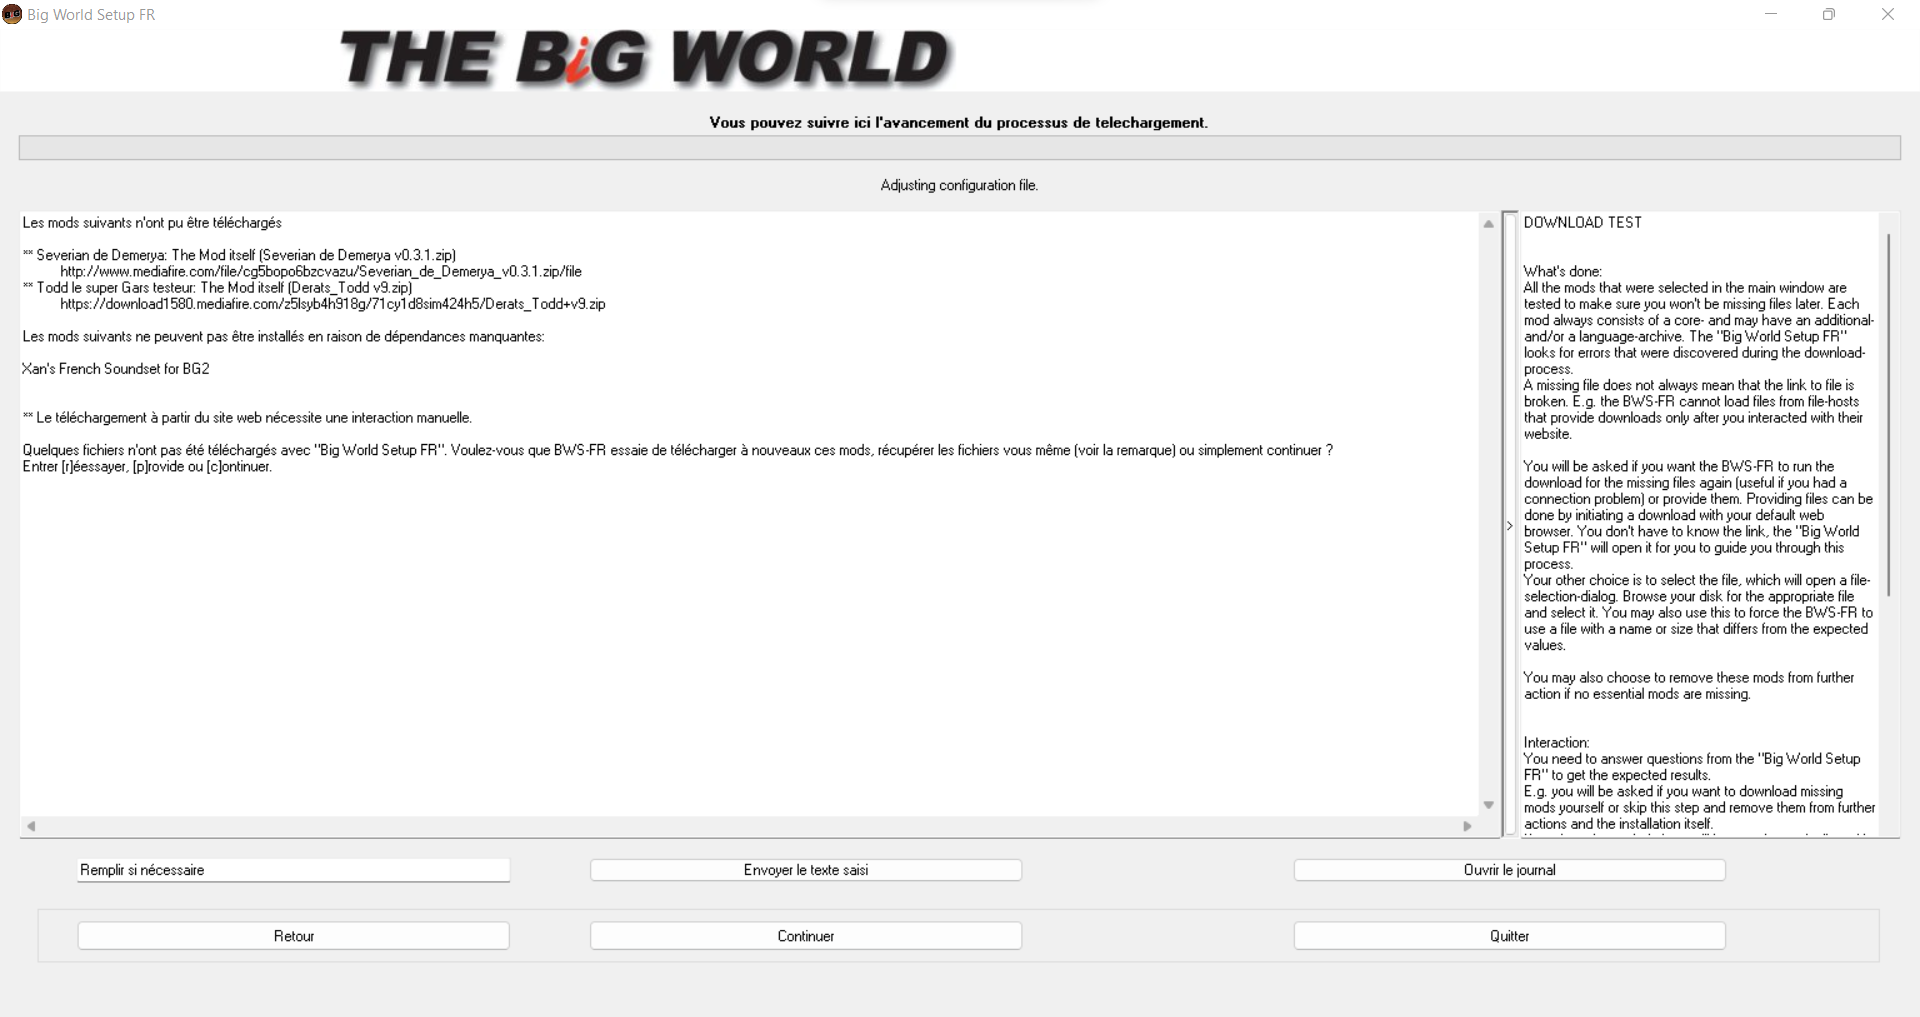 Big World Setup FR
THE BiG WORLD
Vous pouvez suivre ici l'avancement du processus de telechargement.
Adjusting configuration file.
Les mods suivants n'ont pu être téléchargés
** Severian de Demerya: The Mod itself (Severian de Demerya v0.3.1.zip)
http://www.mediafire.com/file/cg5bopo6bzcvazu/Severian_de_Demerya_v0.3.1.zip/file
** Todd le super Gars testeur: The Mod itself (Derats_Todd v9.zip)
https://download1580.mediafire.com/z5lsyb4h918g/71cy1d8sim424h5/Derats_Todd+v9.zip
Les mods suivants ne peuvent pas être installés en raison de dépendances manquantes:
Xan's French Soundset for BG2
** Le téléchargement à partir du site web nécessite une interaction manuelle.
Quelques fichiers n'ont pas été téléchargés avec "Big World Setup FR". Voulez-vous que BWS-FR essaie de télécharger à nouveaux ces mods, récupérer les fichiers vous même (voir la remarque) ou simplement continuer ?
Entrer [r]éessayer, [p]rovide ou [c]ontinuer.
DOWNLOAD TEST
What's done:
All the mods that were selected in the main window are
tested to make sure you won't be missing files later. Each
mod always consists of a core- and may have an additional-
and/or a language-archive. The "Big World Setup FR"
looks for errors that were discovered during the download-
process.
A missing file does not always mean that the link to file is
broken. E.g. the BWS-FR cannot load files from file-hosts
that provide downloads only after you interacted with their
website.
You will be asked if you want the BWS-FR to run the
download for the missing files again (useful if you had a
connection problem) or provide them. Providing files can be
done by initiating a download with your default web
browser. You don't have to know the link, the "Big World
Setup FR" will open it for you to guide you through this
process.
Your other choice is to select the file, which will open a file-
selection-dialog. Browse your disk for the appropriate file
and select it. You may also use this to force the BWS-FR to
use a file with a name or size that differs from the expected
values.
You may also choose to remove these mods from further
action if no essential mods are missing.
Interaction:
You need to answer questions from the "Big World Setup
FR" to get the expected results.
E.g. you will be asked if you want to download missing
mods yourself or skip this step and remove them from further
actions and the installation itself.
Remplir si nécessaire
Envoyer le texte saisi
Ouvrir le journal
Retour
Continuer
Quitter